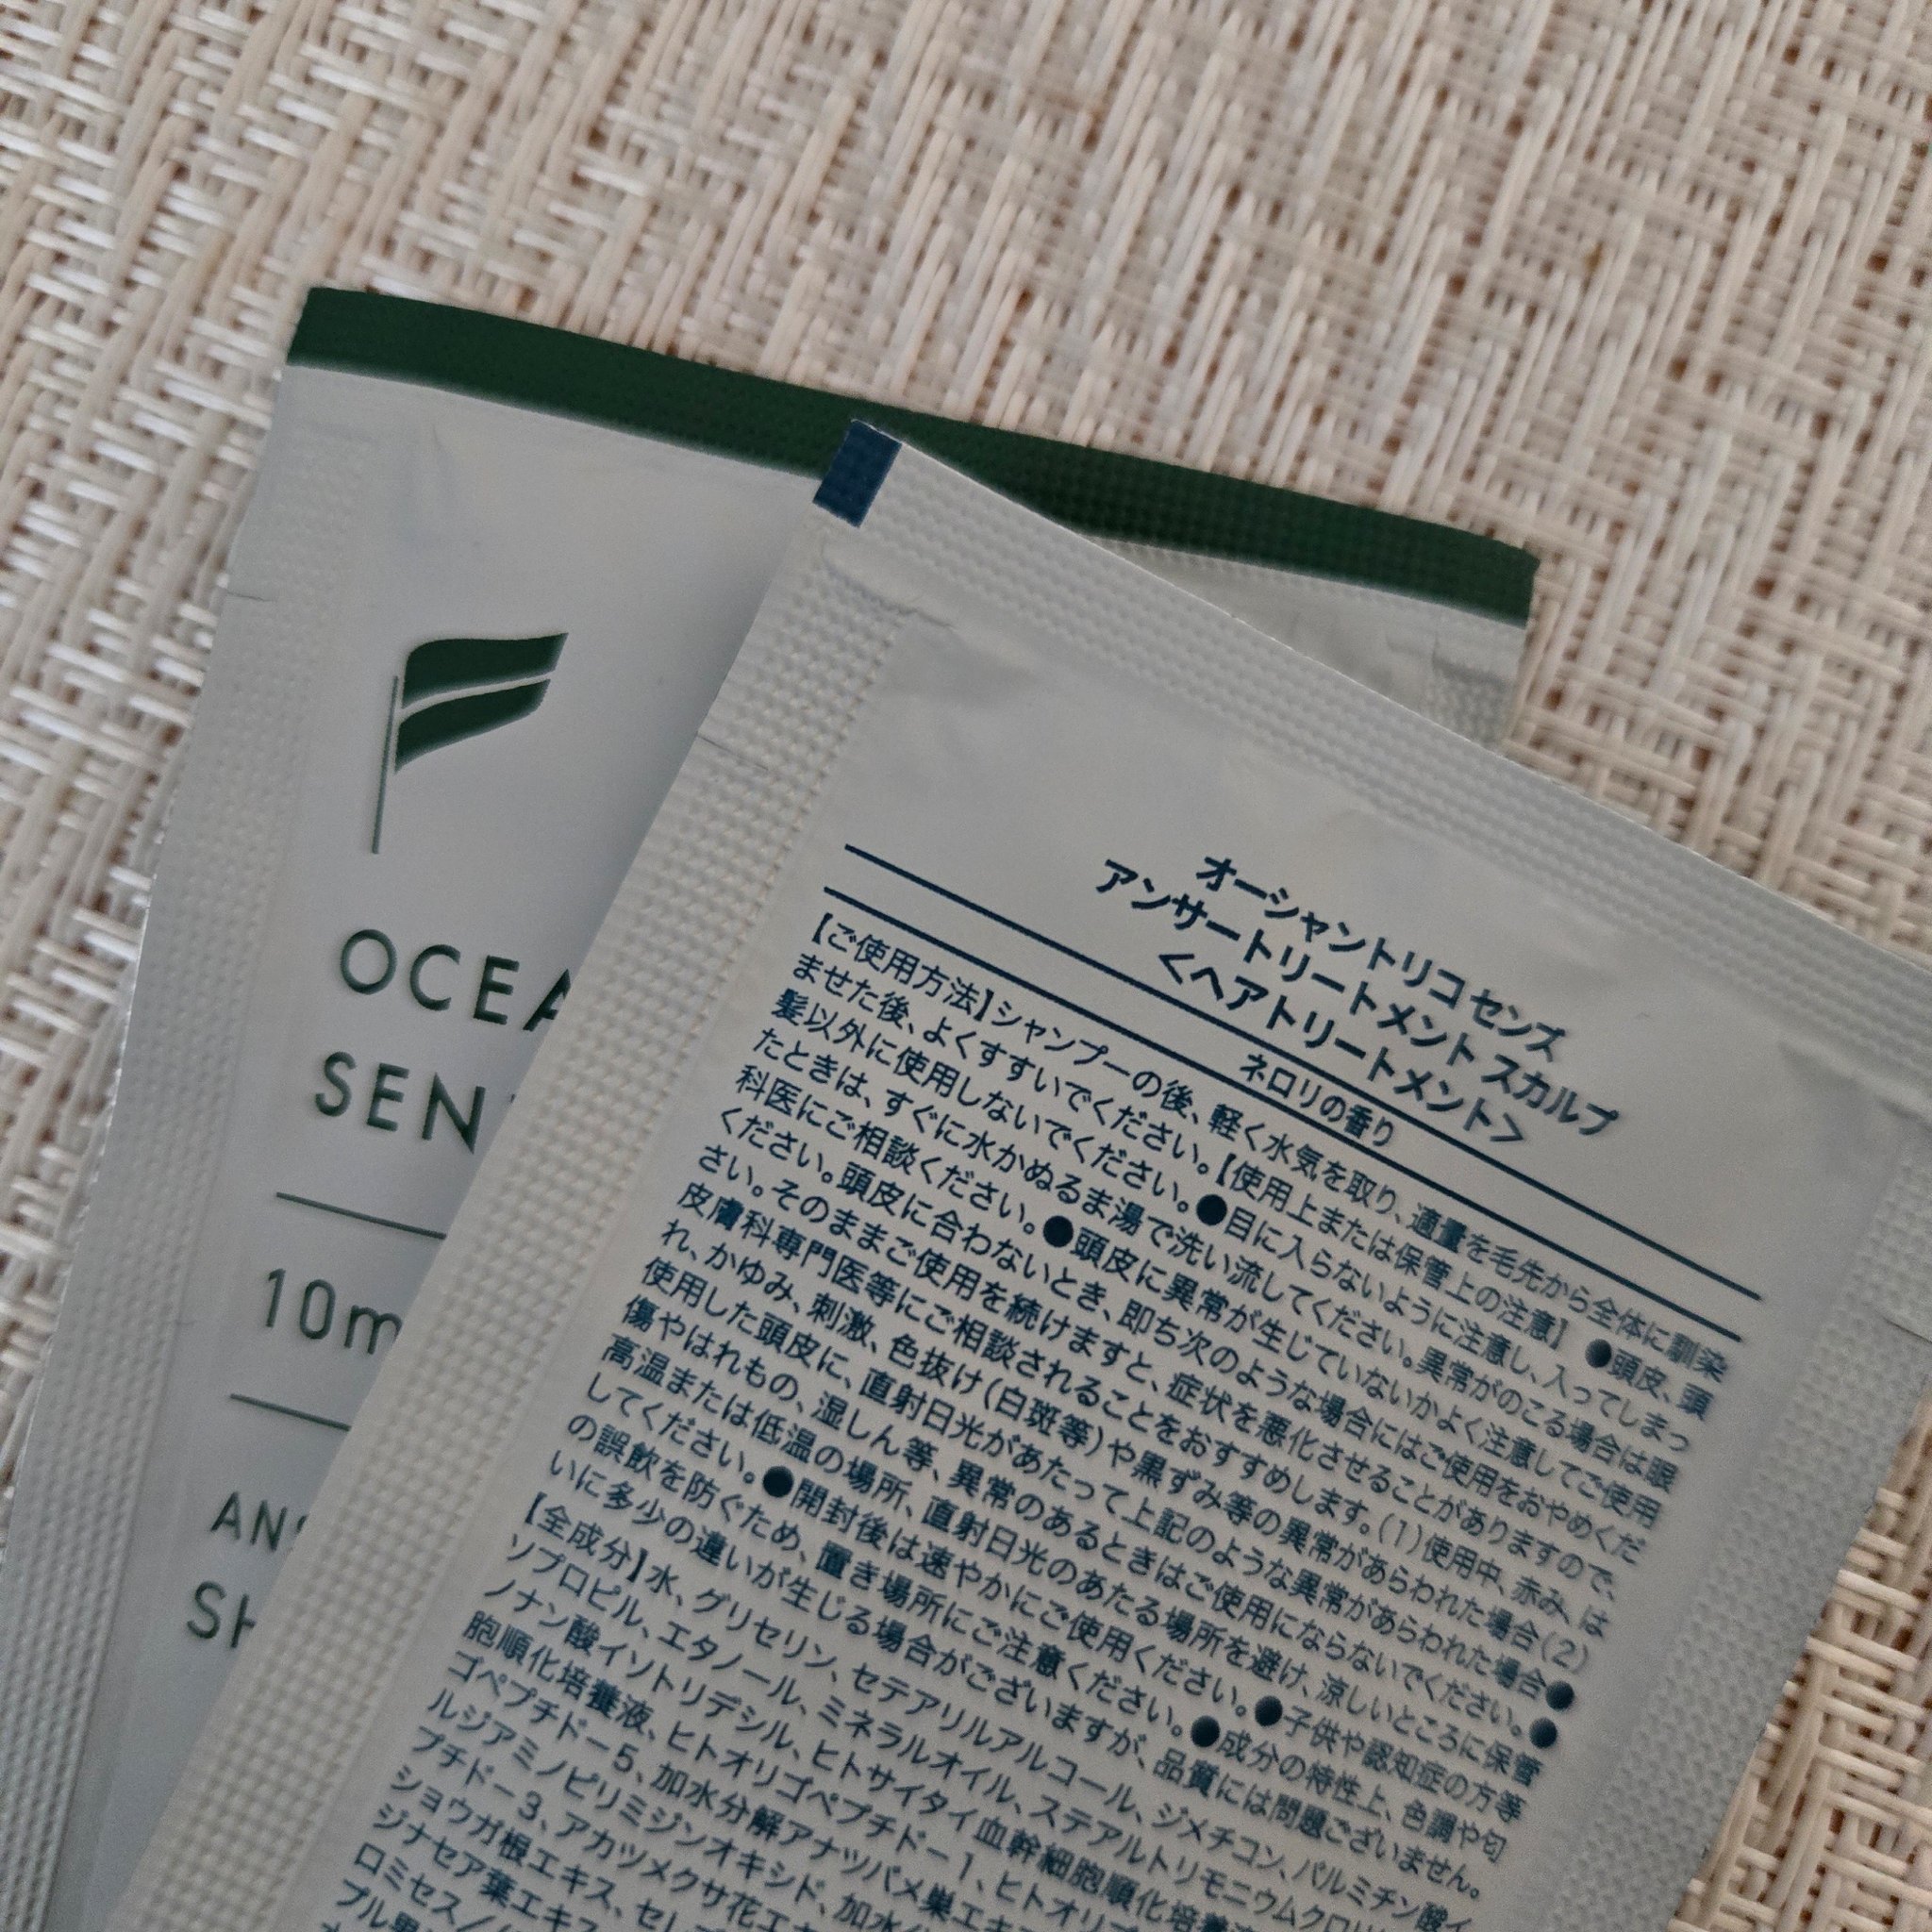 OCEA
SEN
10m
AN
SH
オーシャントリコ センズ
アンサートリートメント スカルプ
＜ヘアトリートメント＞
ネロリの香り
【ご使用方法】シャンプーの後、軽く水気を取り、適量を毛先から全体に馴染
ませた後、よくすすいでください。【使用上または保管上の注意】 ●頭皮、頭
髪以外に使用しないでください。●目に入らないように注意し、入ってしまっ
たときは、すぐに水かぬるま湯で洗い流してください。異常がのこる場合は眼
科医にご相談ください。●頭皮に異常が生じていないかよく注意してご使用
ください。頭皮に合わないとき、即ち次のような場合にはご使用をおやめくだ
さい。そのままご使用を続けますと、症状を悪化させることがありますので、
皮膚科専門医等にご相談されることをおすすめします。(1)使用中、赤み、は
れ、かゆみ、刺激、色抜け(白斑等)や黒ずみ等の異常があらわれた場合(2)
使用した頭皮に、直射日光があたって上記のような異常があらわれた場合●
傷やはれもの、湿しん等、異常のあるときはご使用にならないでください。●
高温または低温の場所、直射日光のあたる場所を避け、涼しいところに保管
してください。●開封後は速やかにご使用ください。●子供や認知症の方等
の誤飲を防ぐため、置き場所にご注意ください。●成分の特性上、色調や匂
いに多少の違いが生じる場合がございますが、品質には問題ございません。
【全成分】水、グリセリン、セテアリルアルコール、ジメチコン、パルミチン酸イ
ソプロピル、エタノール、ミネラルオイル、ステアルトリモニウムクロリ
ノナン酸イソトリデシル、ヒトサイタイ血幹細胞順化培養
胞順化培養液、ヒトオリゴペプチド－1、ヒトオリ
ゴペプチド－5、加水分解アナツバメ巣エキ
ルジアミノピリミジンオキシド、加水
プチド－3、アカツメクサ花エ
ショウガ根エキス、セレ
ジナセア葉エキス
ロミセス／
プル果